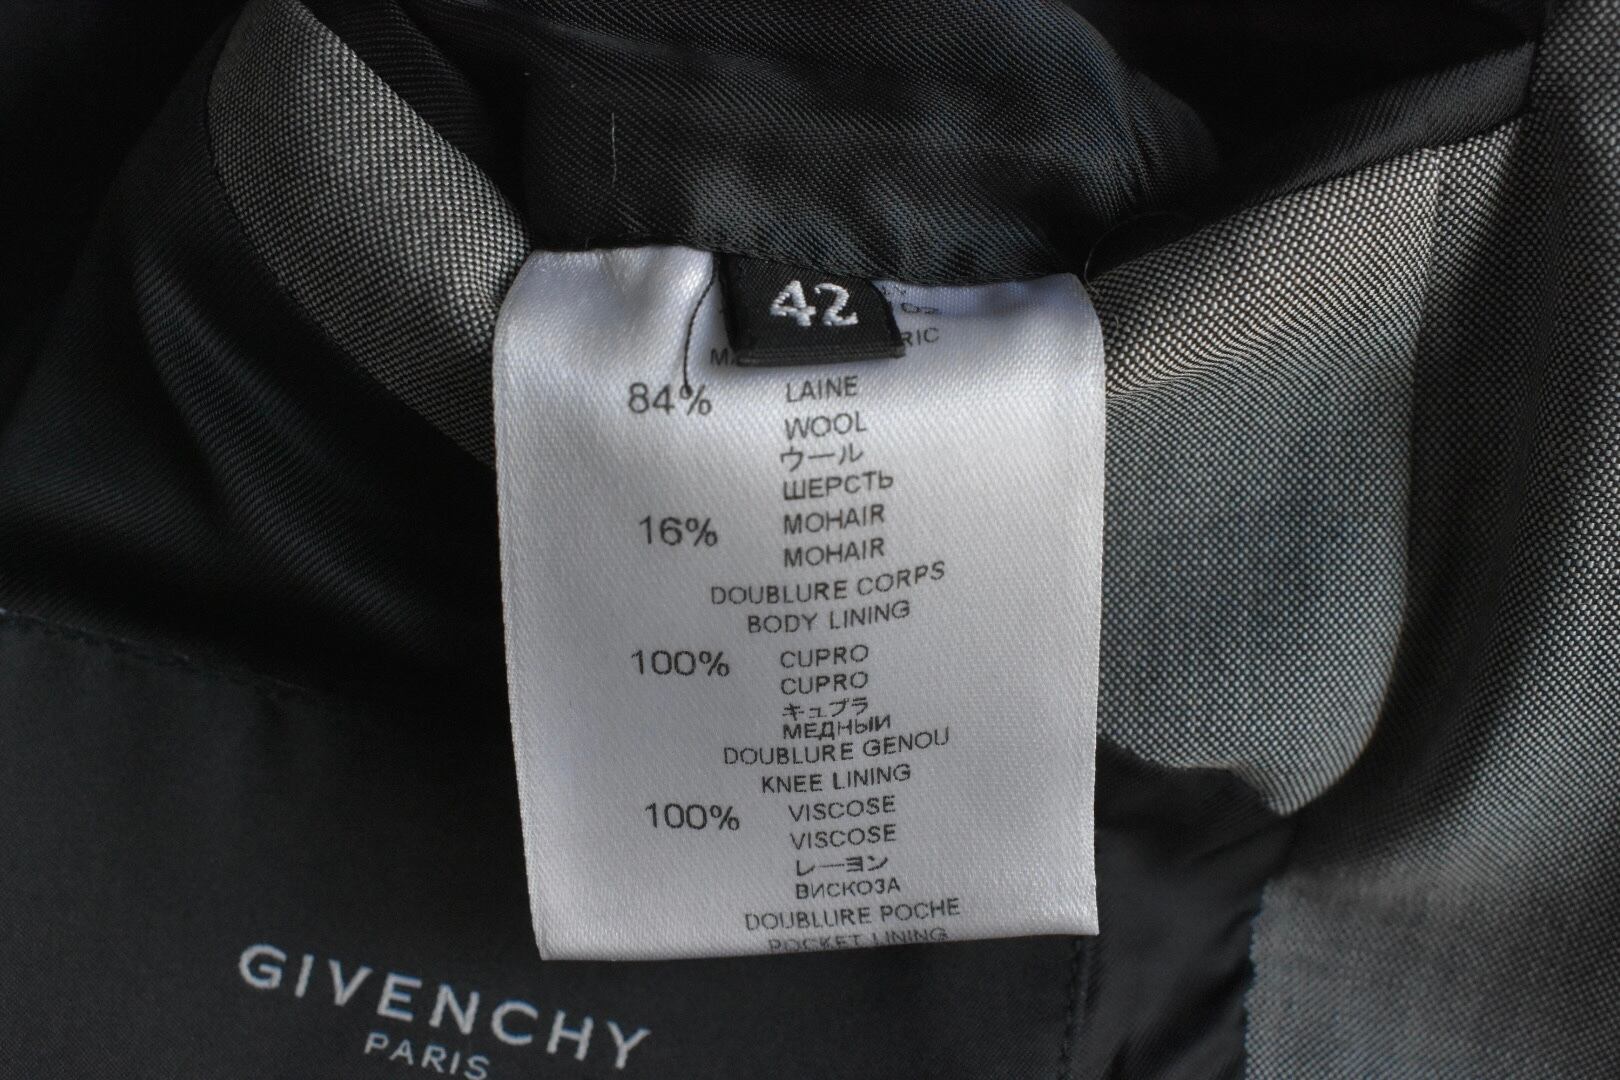 42
84% LAINE
WOOL
ウール
ШЕРСТЬ
16% MOHAIR
MOHAIR
DOUBLURE CORPS
BODY LINING
100% CUPRO
CUPRO
キュプラ
МЕДНЫЙ
DOUBLURE GENOU
KNEE LINING
100% VISCOSE
VISCOSE
レーヨン
ВИСКОЗА
DOUBLURE POCHE
POCKET LINING
GIVENCHY
PARIS